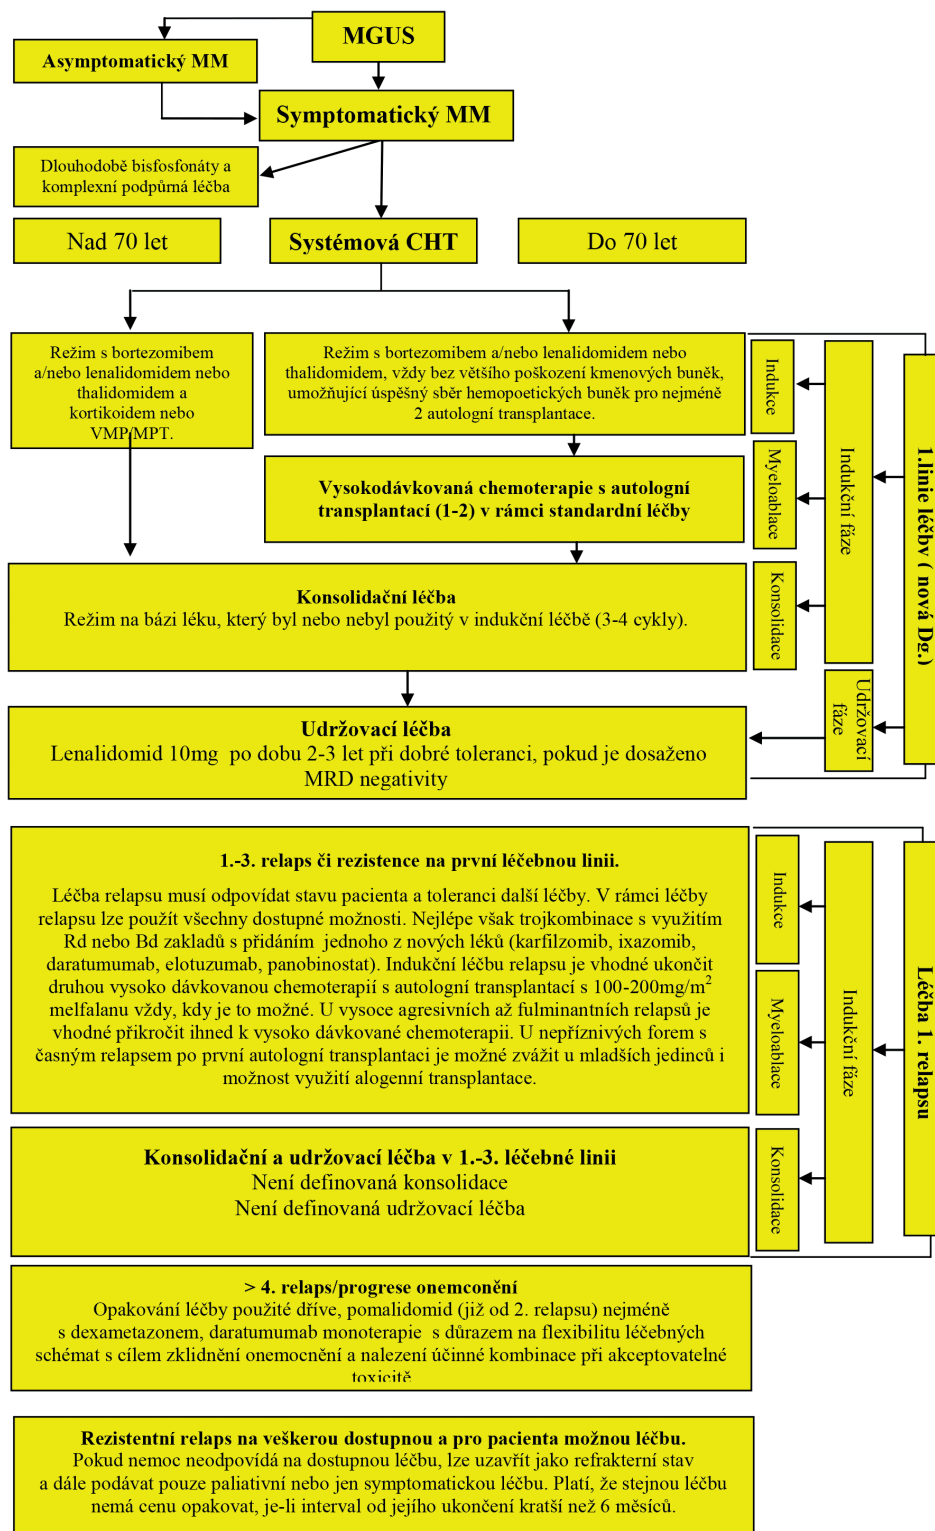 MGUS
Asymptomatický MM
Symptomatický MM
Dlouhodobě bisfosfonáty a
komplexní podpůrná léčba
Nad 70 let
Systémová CHT
Do 70 let
Režim s bortezomibem
a/nebo lenalidomidem nebo
thalidomidem a
kortikoidem nebo
VMP/MPT.
Režim s bortezomibem a/nebo lenalidomidem nebo
thalidomidem, vždy bez většího poškození kmenových buněk,
umožňující úspěšný sběr hemopoetických buněk pro nejméně
2 autologní transplantace.
Vysokodávkovaná chemoterapie s autologní
transplantací (1-2) v rámci standardní léčby
Konsolidační léčba
Režim na bázi léku, který byl nebo nebyl použitý v indukční léčbě (3-4 cykly).
Udržovací léčba
Lenalidomid 10mg po dobu 2-3 let při dobré toleranci, pokud je dosaženo
MRD negativity
Indukce
Myeloablace
Konsolidace
Indukční fáze
Udržovací
fáze
1.linie léčby ( nová Dg.)
1.-3. relaps či rezistence na první léčebnou linii.
Léčba relapsu musí odpovídat stavu pacienta a toleranci další léčby. V rámci léčby
relapsu lze použít všechny dostupné možnosti. Nejlépe však trojkombinace s využitím
Rd nebo Bd zakladů s přidáním jednoho z nových léků (karfilzomib, ixazomib,
daratumumab, elotuzumab, panobinostat). Indukční léčbu relapsu je vhodné ukončit
druhou vysoko dávkovanou chemoterapií s autologní transplantací s 100-200mg/m²
melfalanu vždy, kdy je to možné. U vysoce agresivních až fulminantních relapsů je
vhodné přikročit ihned k vysoko dávkované chemoterapii. U nepříznivých forem s
časným relapsem po první autologní transplantaci je možné zvážit u mladších jedinců i
možnost využití alogenní transplantace.
Konsolidační a udržovací léčba v 1.-3. léčebné linii
Není definovaná konsolidace
Není definovaná udržovací léčba
Indukce
Myeloablace
Konsolidace
Indukční fáze
Léčba 1. relapsu
> 4. relaps/progrese onemconění
Opakování léčby použité dříve, pomalidomid (již od 2. relapsu) nejméně
s dexametazonem, daratumumab monoterapie s důrazem na flexibilitu léčebných
schémat s cílem zklidnění onemocnění a nalezení účinné kombinace při akceptovatelné
toxicitě
Rezistentní relaps na veškerou dostupnou a pro pacienta možnou léčbu.
Pokud nemoc neodpovídá na dostupnou léčbu, lze uzavřít jako refrakterní stav
a dále podávat pouze paliativní nebo jen symptomatickou léčbu. Platí, že stejnou léčbu
nemá cenu opakovat, je-li interval od jejího ukončení kratší než 6 měsíců.